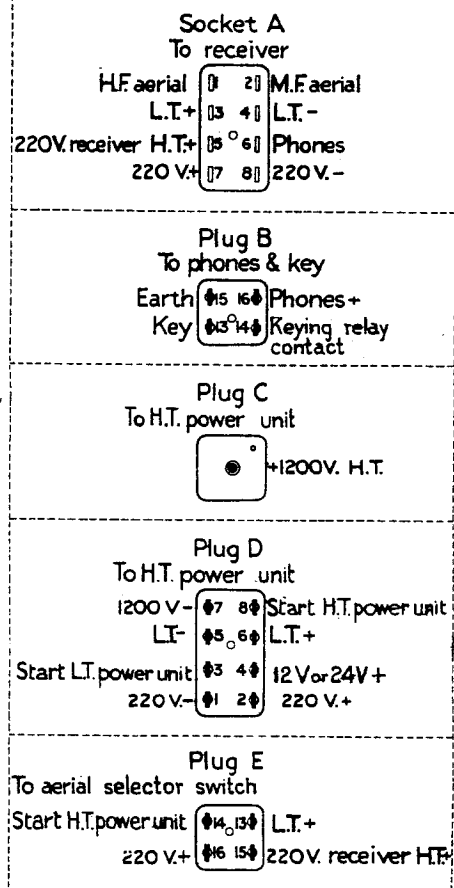 Socket A
To receiver
H.F. aerial 1 2 M.F. aerial
L.T.+ 3 4 L.T.-
220V. receiver H.T.+ 5 6 Phones
220 V.+ 7 8 220 V.-
Plug B
To phones & key
Earth 15 16 Phones+
Key 13 14 Keying relay
contact
Plug C
To H.T. power unit
+1200V. H.T.
Plug D
To H.T. power unit
1200 V- 7 8 Start H.T. power unit
L.T- 5 6 L.T.+
Start L.T. power unit 3 4 12V or 24V+
220 V.- 1 2 220 V.+
Plug E
To aerial selector switch
Start H.T. power unit 14 13 L.T.+
220 V.+ 16 15 220V. receiver H.T.+